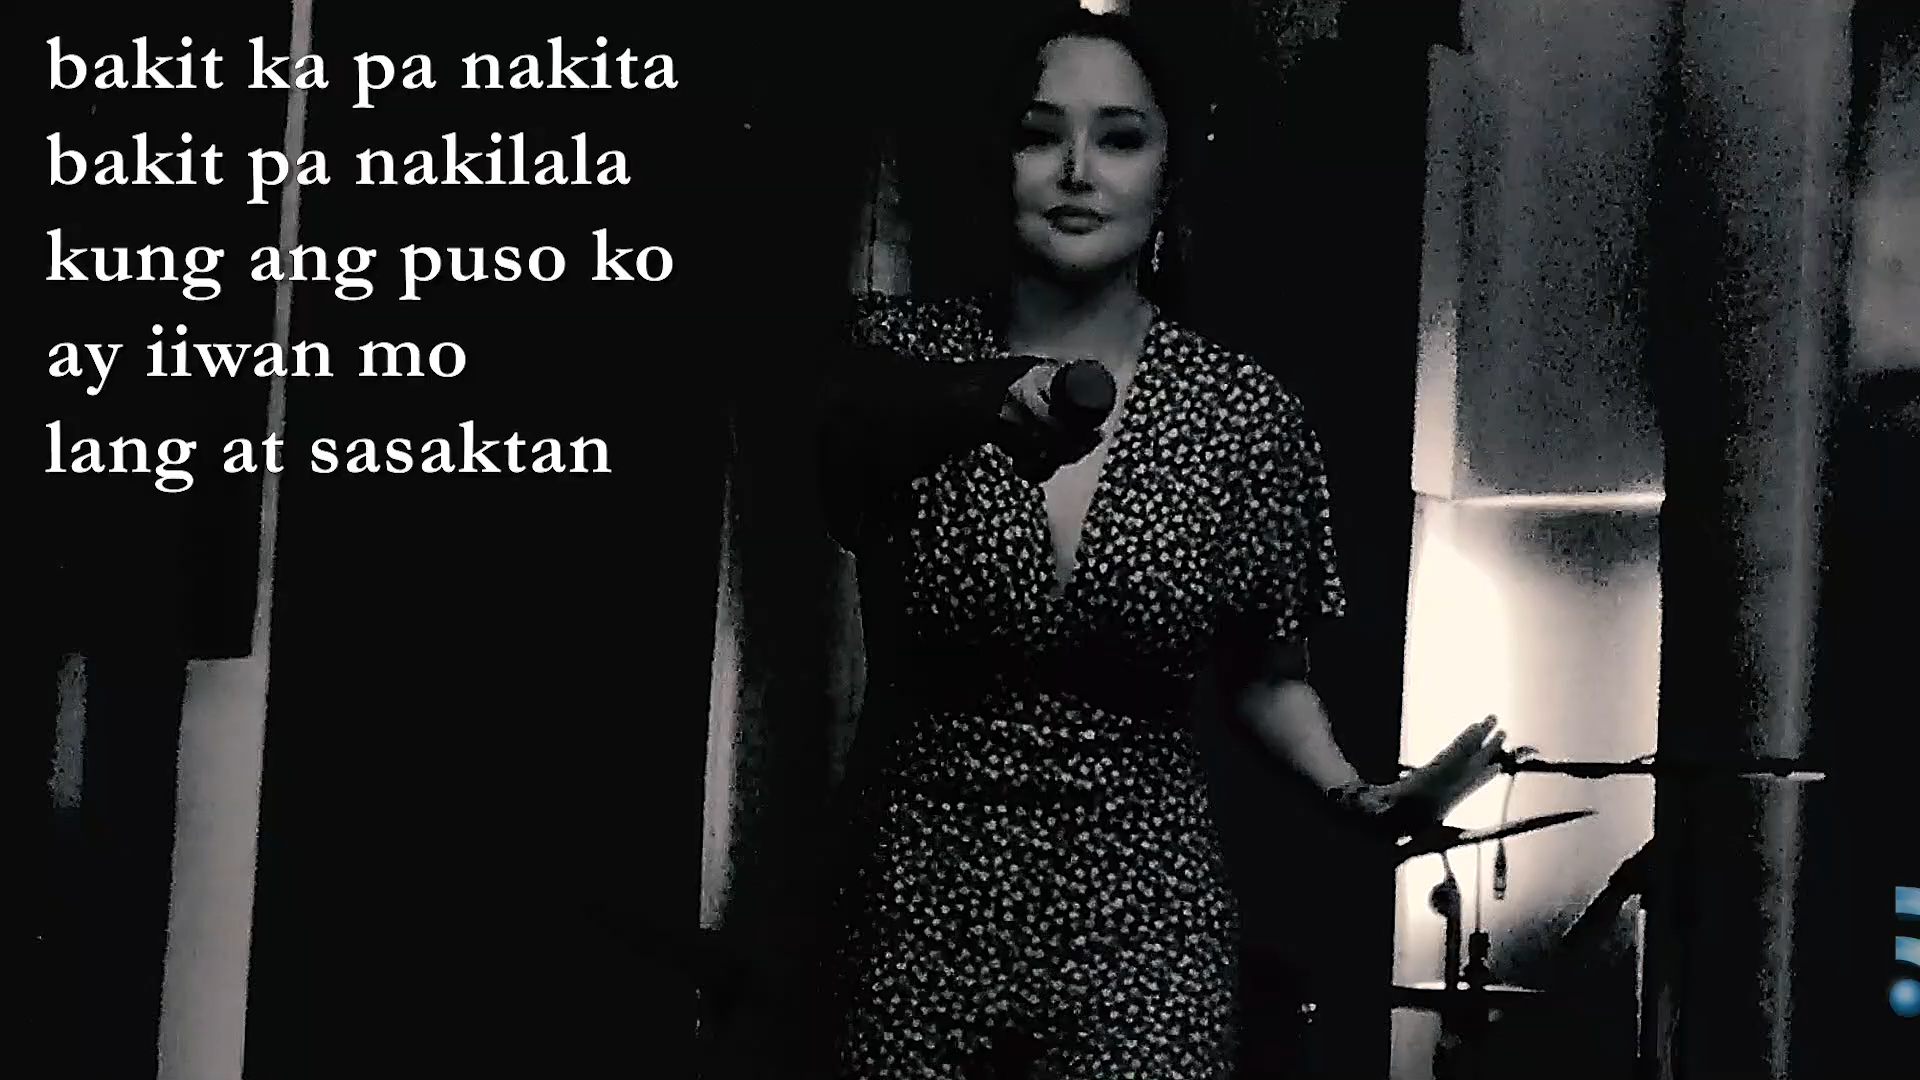 bakit ka pa nakita
bakit pa nakilala
kung ang puso ko
ay iiwan mo
lang at sasaktan